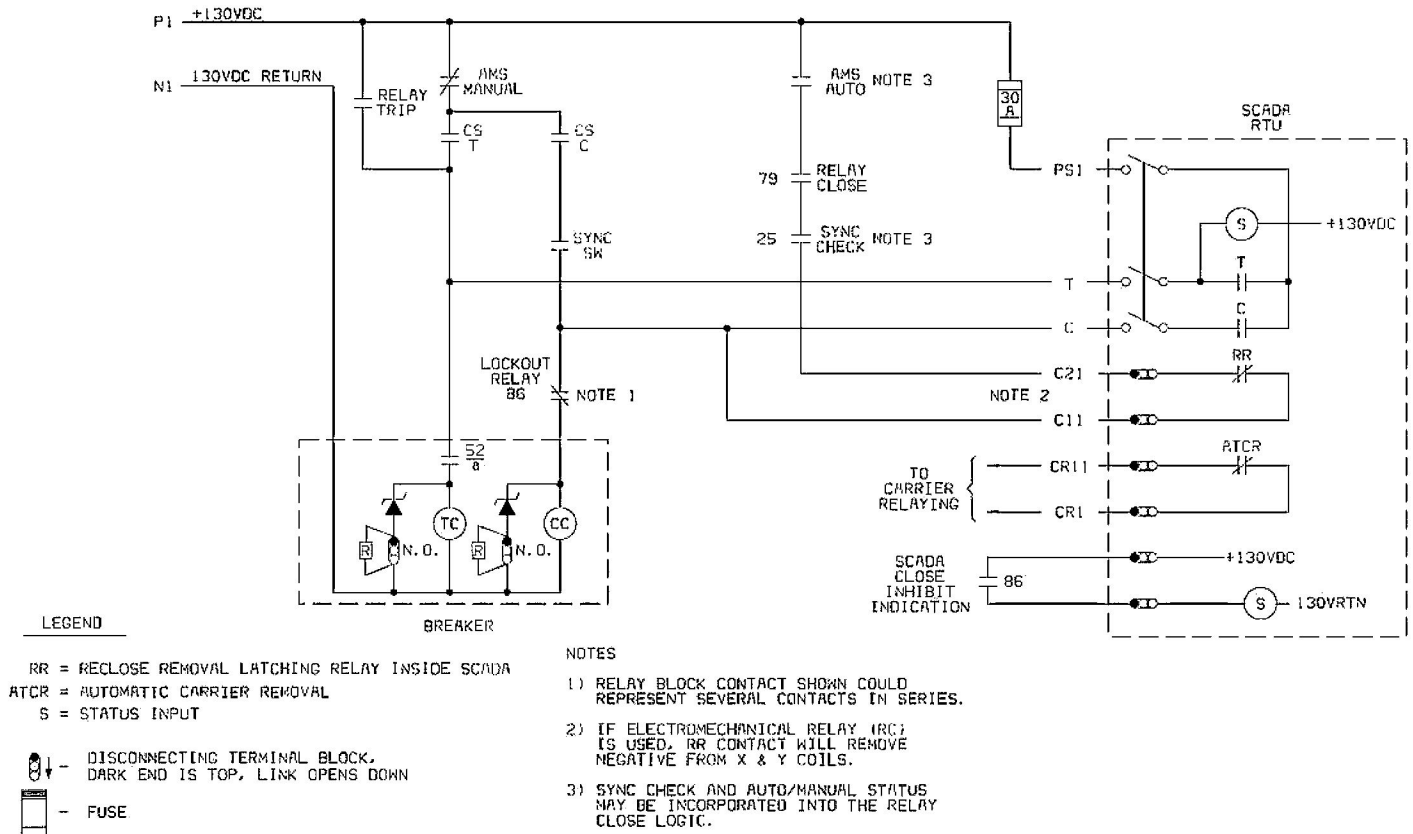 P1 +130VDC
N1 130VDC RETURN
RELAY
TRIP
AMS
MANUAL
CS
T
CS
C
SYNC
SW
AMS
AUTO
NOTE 3
79
RELAY
CLOSE
25
SYNC
CHECK
NOTE 3
30
A
SCADA
RTU
PS1
S
+130VDC
T
T
C
C
LOCKOUT
RELAY
86
NOTE 1
C21
RR
NOTE 2
C11
52
a
TC
CC
R
N.O.
R
N.O.
BREAKER
TO
CARRIER
RELAYING
CR11
ATCR
CR1
SCADA
CLOSE
INHIBIT
INDICATION
86
+130VDC
S
130VRTN
LEGEND
RR = RECLOSE REMOVAL LATCHING RELAY INSIDE SCADA
ATCR = AUTOMATIC CARRIER REMOVAL
S = STATUS INPUT
- DISCONNECTING TERMINAL BLOCK,
DARK END IS TOP, LINK OPENS DOWN
- FUSE
NOTES
1) RELAY BLOCK CONTACT SHOWN COULD
REPRESENT SEVERAL CONTACTS IN SERIES.
2) IF ELECTROMECHANICAL RELAY (RC)
IS USED, RR CONTACT WILL REMOVE
NEGATIVE FROM X & Y COILS.
3) SYNC CHECK AND AUTO/MANUAL STATUS
MAY BE INCORPORATED INTO THE RELAY
CLOSE LOGIC.